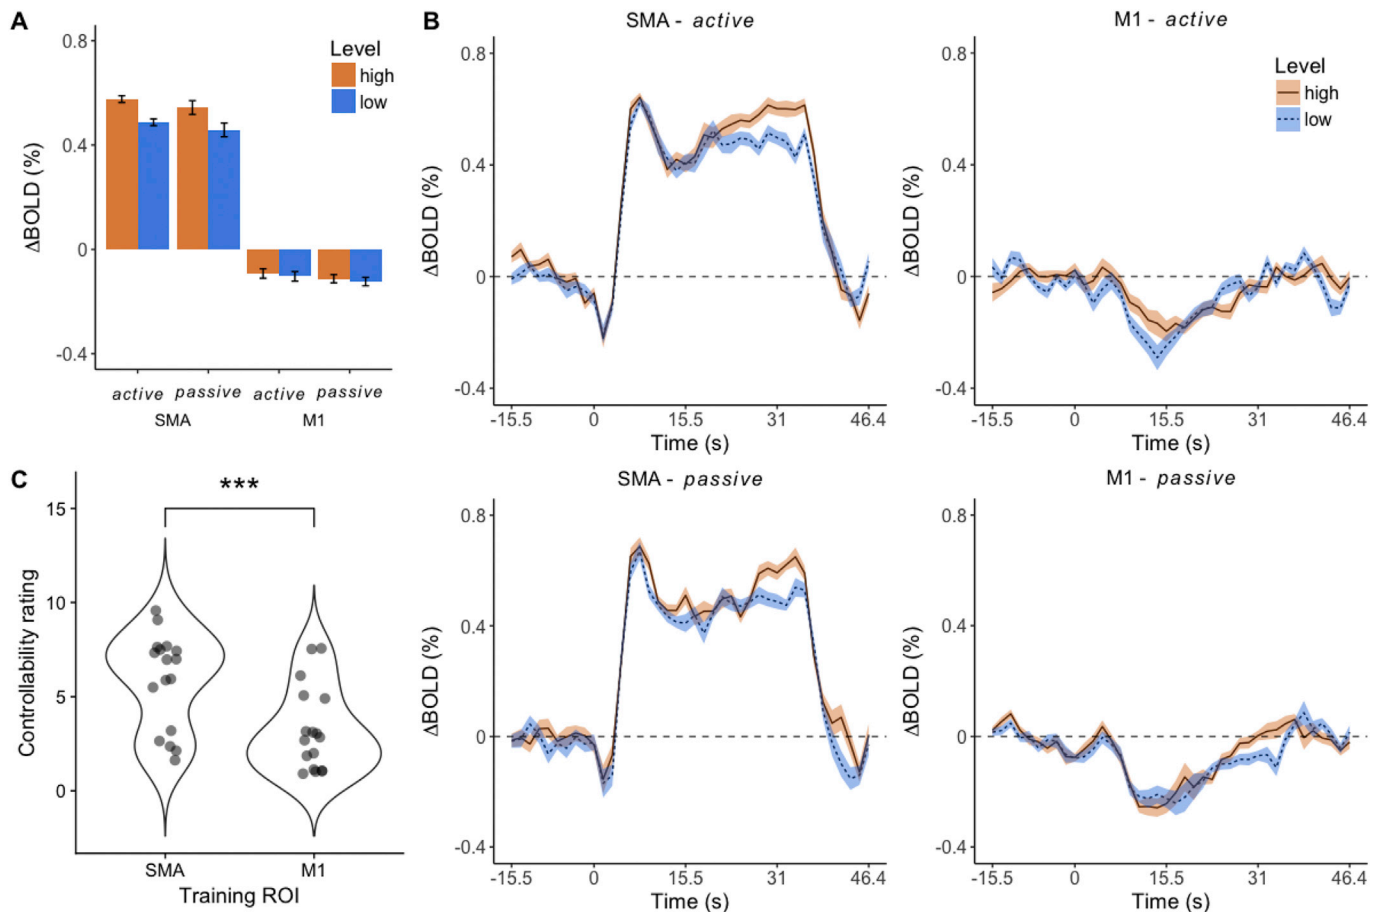 A
Level
high
low
ΔBOLD (%)
0.8
0.4
0
-0.4
active passive active passive
SMA M1
B
SMA - active
ΔBOLD (%)
0.8
0.4
0
-0.4
-15.5 0 15.5 31 46.4
Time (s)
M1 - active
Level
high
low
ΔBOLD (%)
0.8
0.4
0
-0.4
-15.5 0 15.5 31 46.4
Time (s)
C
***
Controllability rating
15
10
5
0
SMA M1
Training ROI
SMA - passive
ΔBOLD (%)
0.8
0.4
0
-0.4
-15.5 0 15.5 31 46.4
Time (s)
M1 - passive
ΔBOLD (%)
0.8
0.4
0
-0.4
-15.5 0 15.5 31 46.4
Time (s)